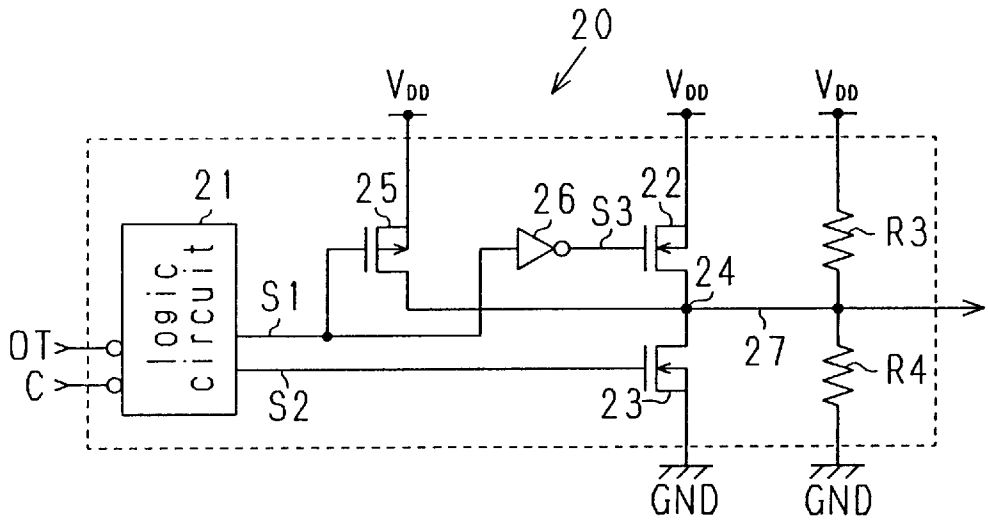 20
V_DD
V_DD
V_DD
21
25
26
S3
22
R3
logic
circuit
S1
24
27
OT
C
S2
23
R4
GND
GND